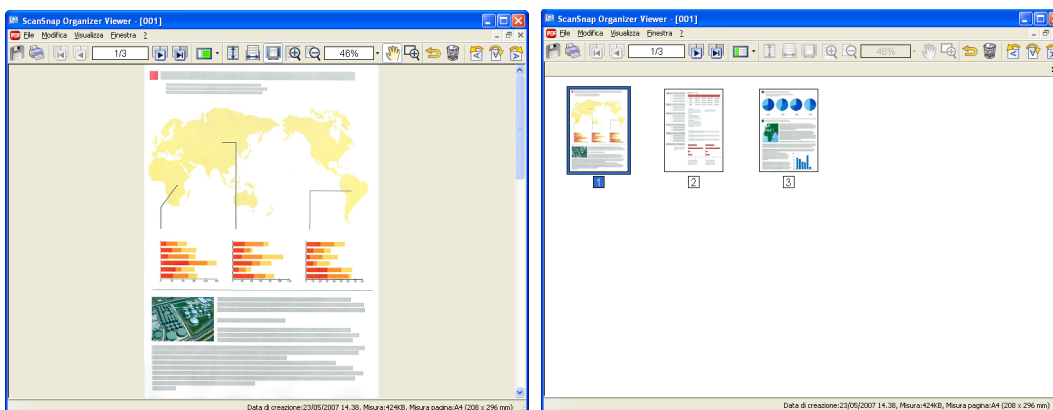 ScanSnap Organizer Viewer - [001]
File Modifica Visualizza Finestra ?
1/3
46%
Data di creazione:23/05/2007 14.38, Misura:424KB, Misura pagina:A4 (208 x 296 mm)
ScanSnap Organizer Viewer - [001]
File Modifica Visualizza Finestra ?
1/3
46%
1
2
3
Data di creazione:23/05/2007 14.38, Misura:424KB, Misura pagina:A4 (208 x 296 mm)